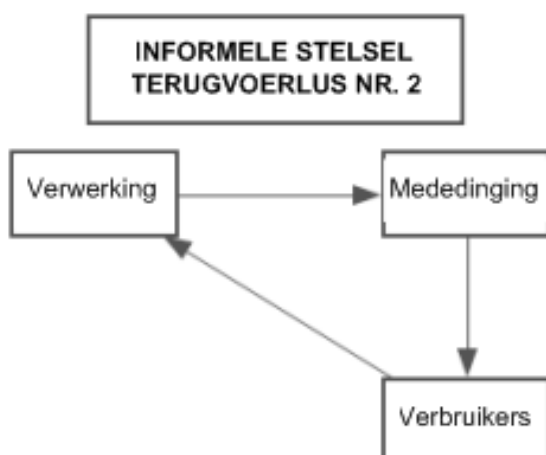 INFORMELE STELSEL
TERUGVOERLUS NR. 2
Verwerking
Mededinging
Verbruikers